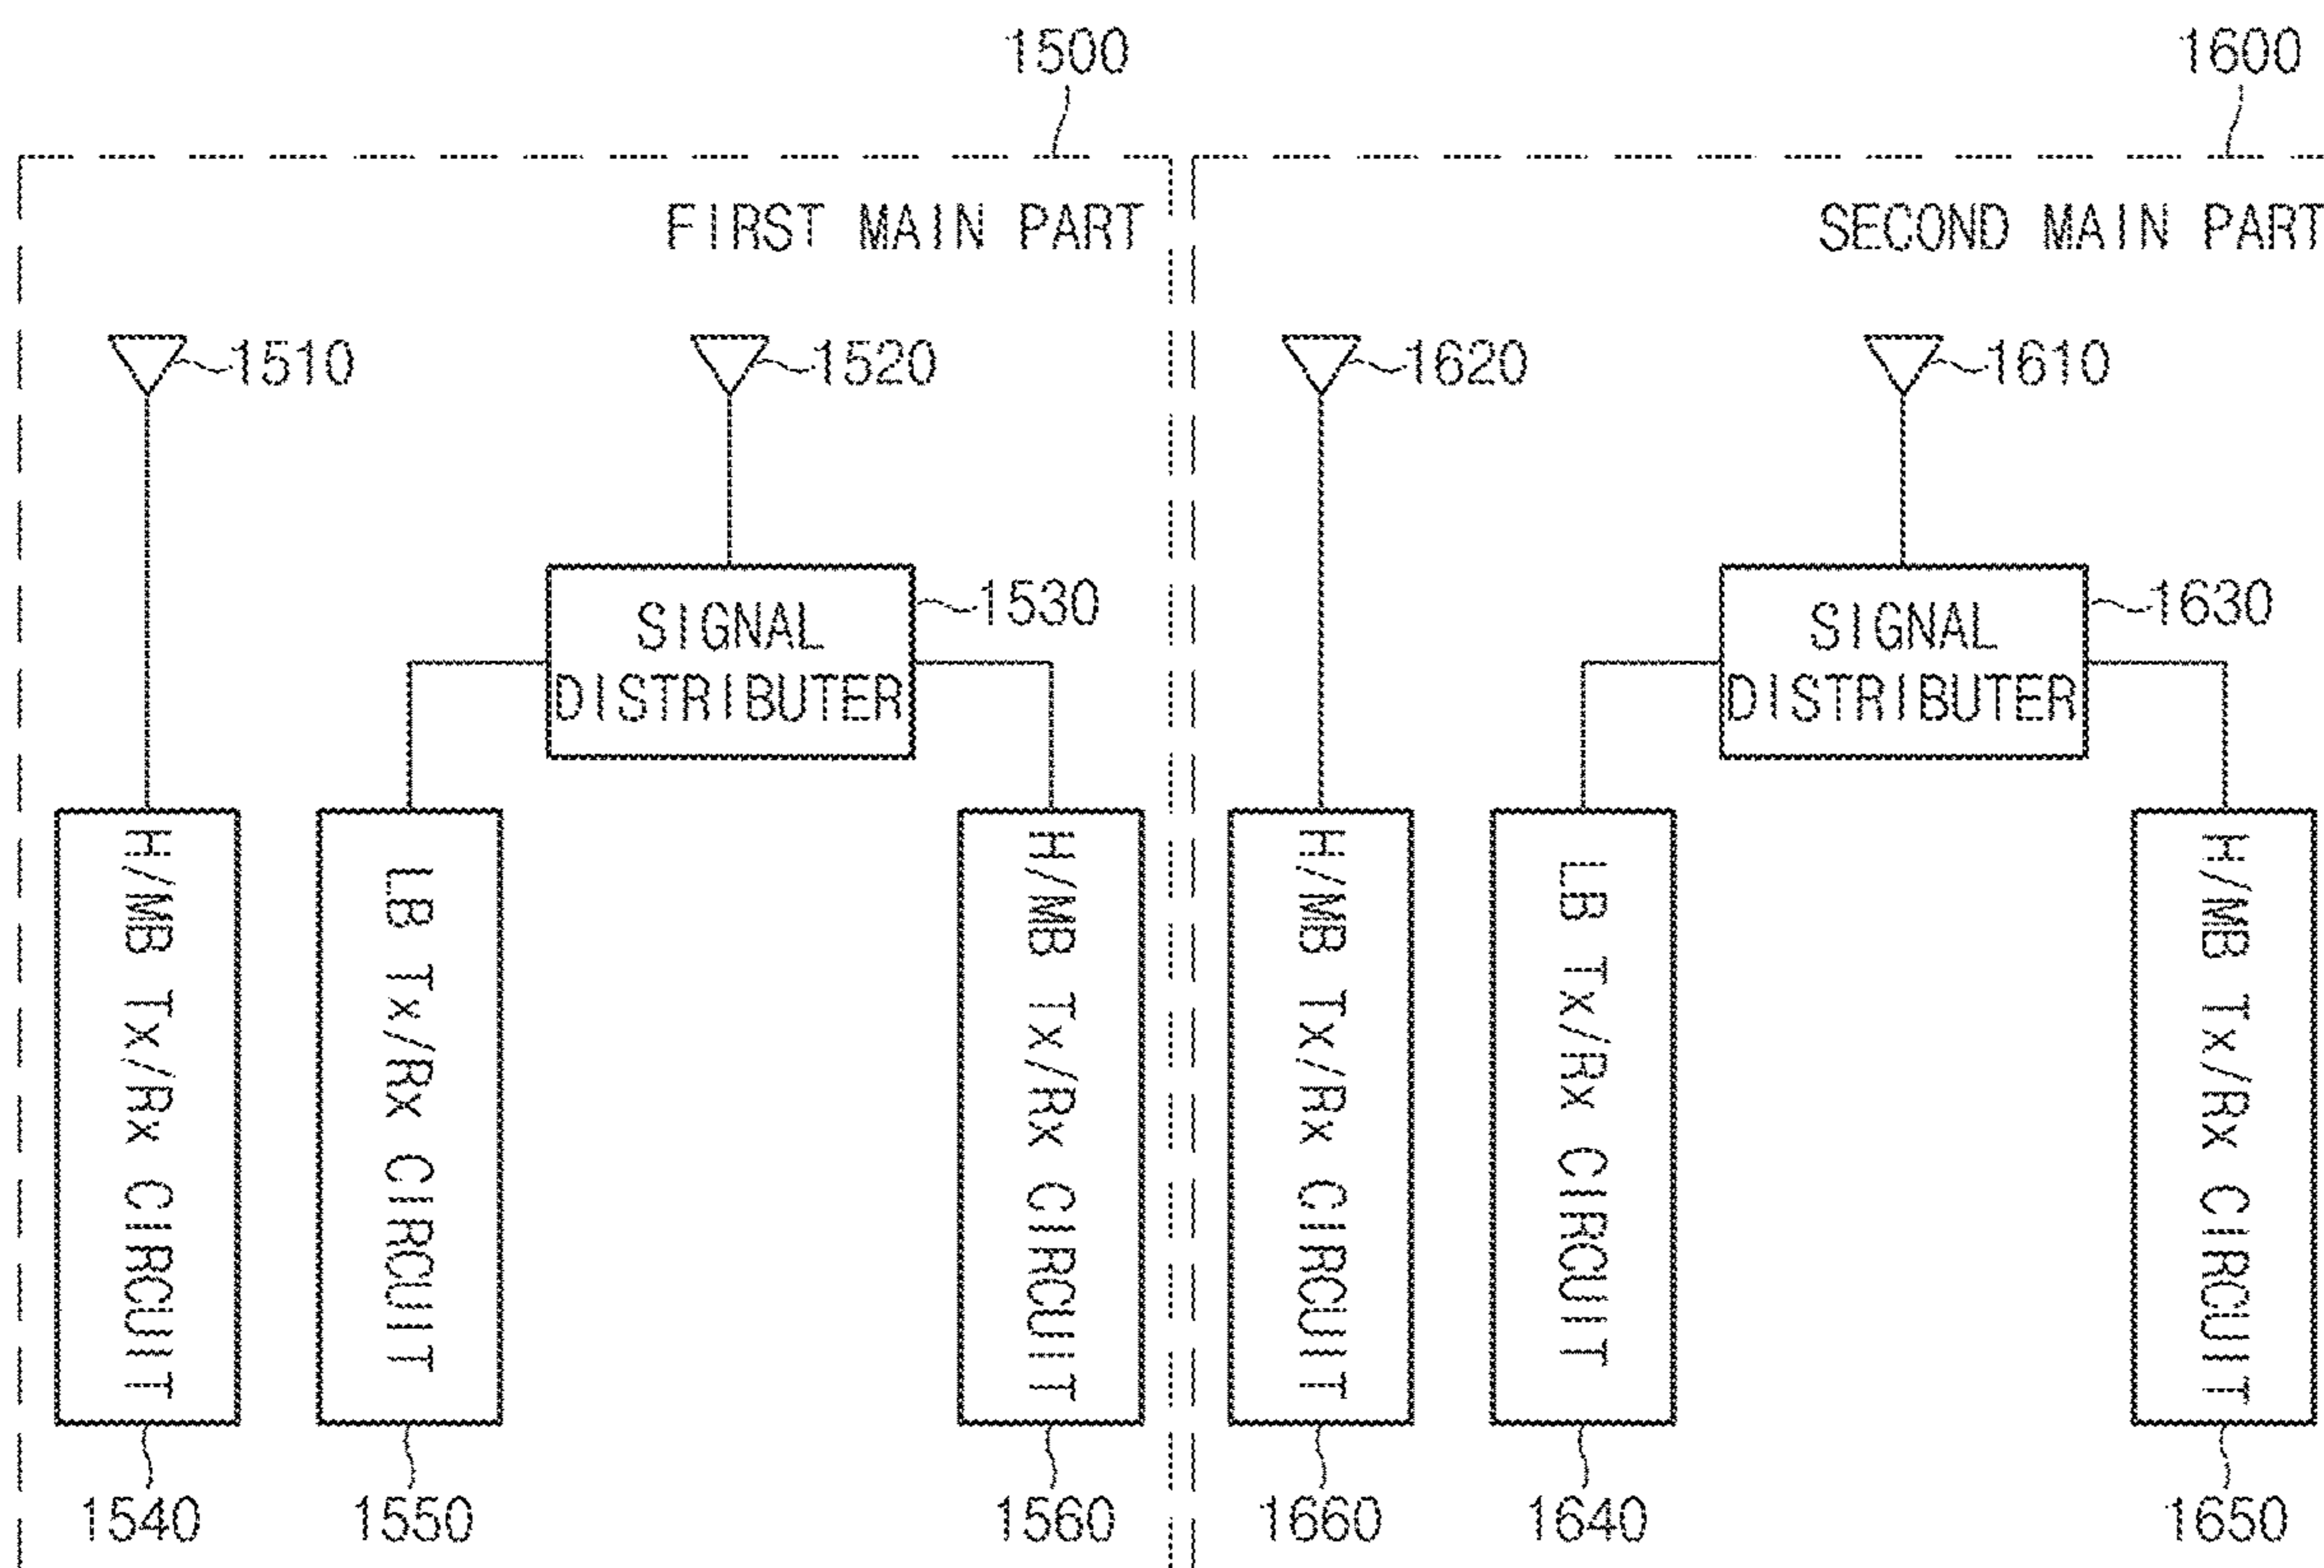 1500
1600
FIRST MAIN PART
SECOND MAIN PART
1510
1520
1620
1610
SIGNAL
DISTRIBUTER
1530
SIGNAL
DISTRIBUTER
1630
H/MB Tx/Rx CIRCUIT
LB Tx/Rx CIRCUIT
H/MB Tx/Rx CIRCUIT
H/MB Tx/Rx CIRCUIT
LB Tx/Rx CIRCUIT
H/MB Tx/Rx CIRCUIT
1540
1550
1560
1660
1640
1650